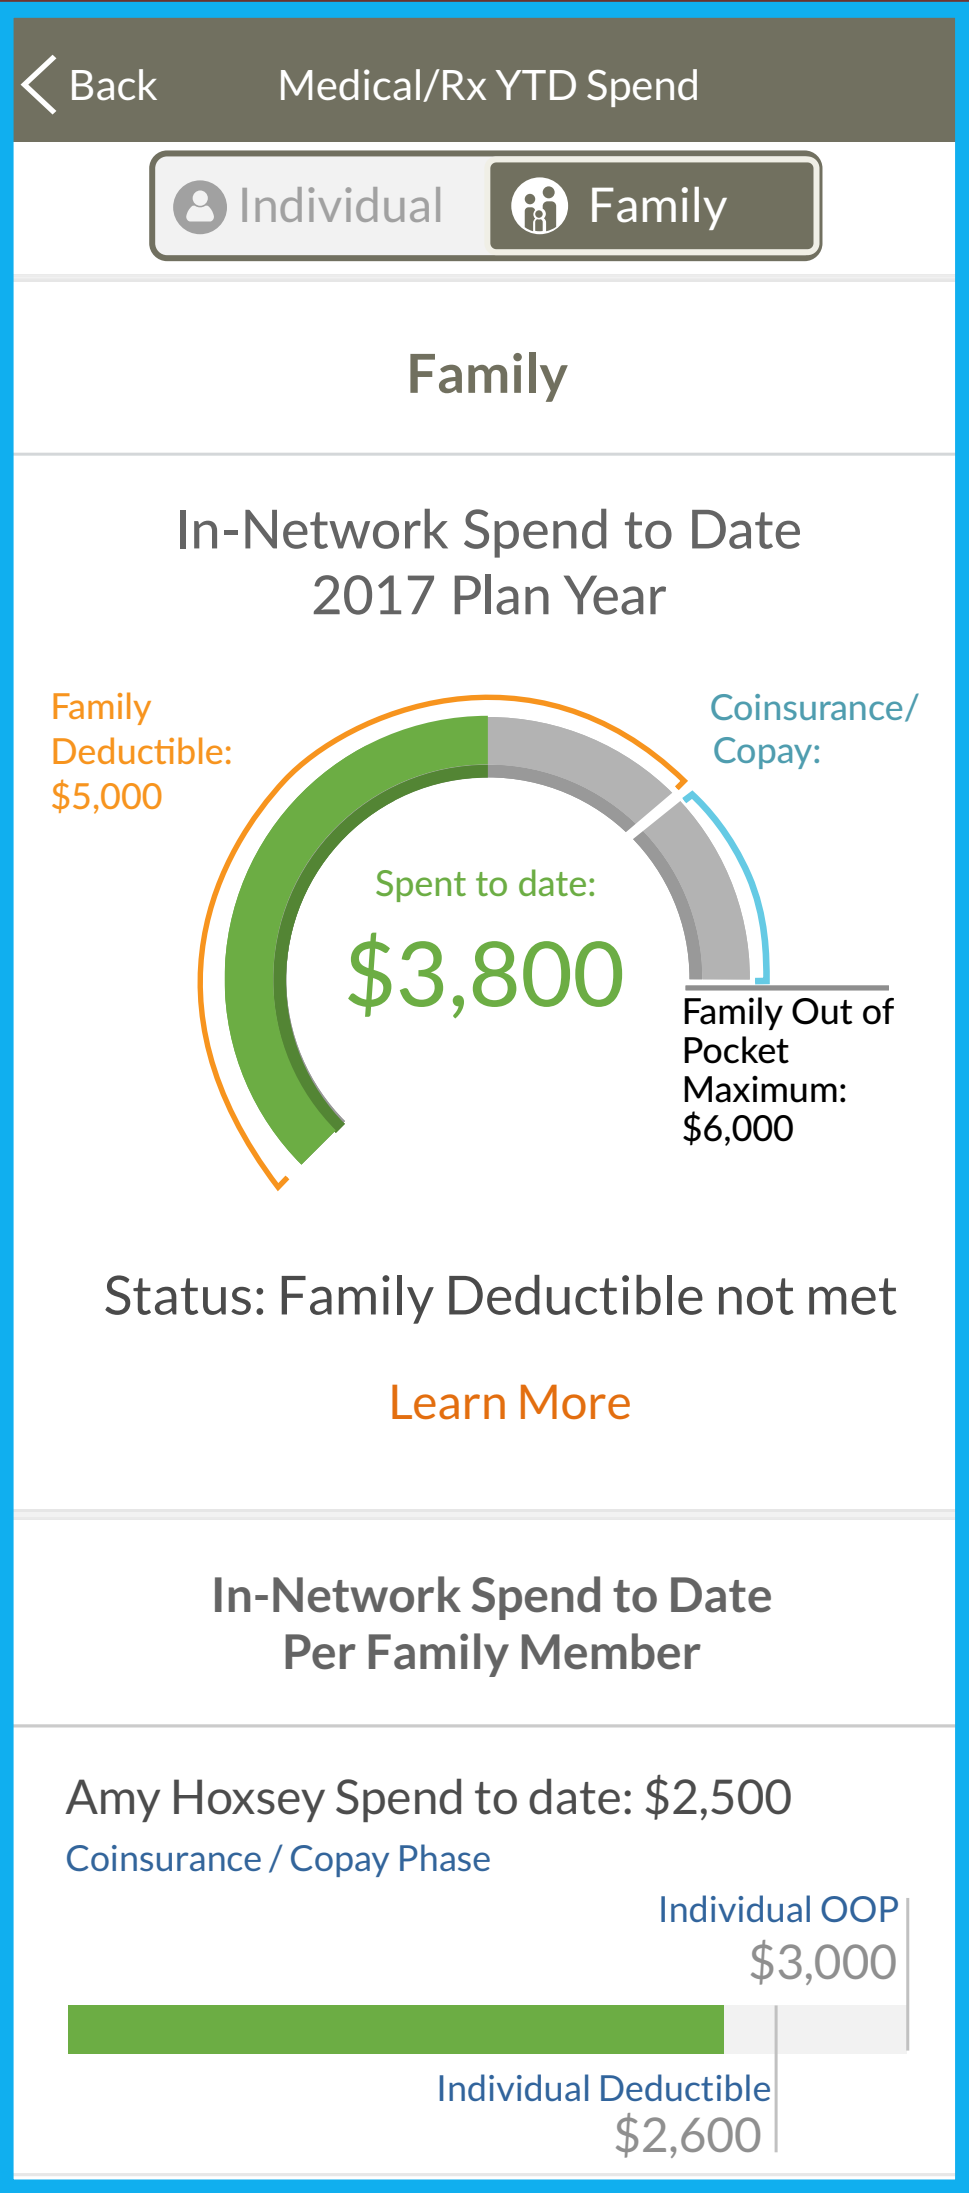 Back
Medical/Rx YTD Spend
Individual
Family
Family
In-Network Spend to Date
2017 Plan Year
Family
Deductible:
$5,000
Coinsurance/
Copay:
Spent to date:
$3,800
Family Out of
Pocket
Maximum:
$6,000
Status: Family Deductible not met
Learn More
In-Network Spend to Date
Per Family Member
Amy Hoxsey Spend to date: $2,500
Coinsurance / Copay Phase
Individual OOP
$3,000
Individual Deductible
$2,600